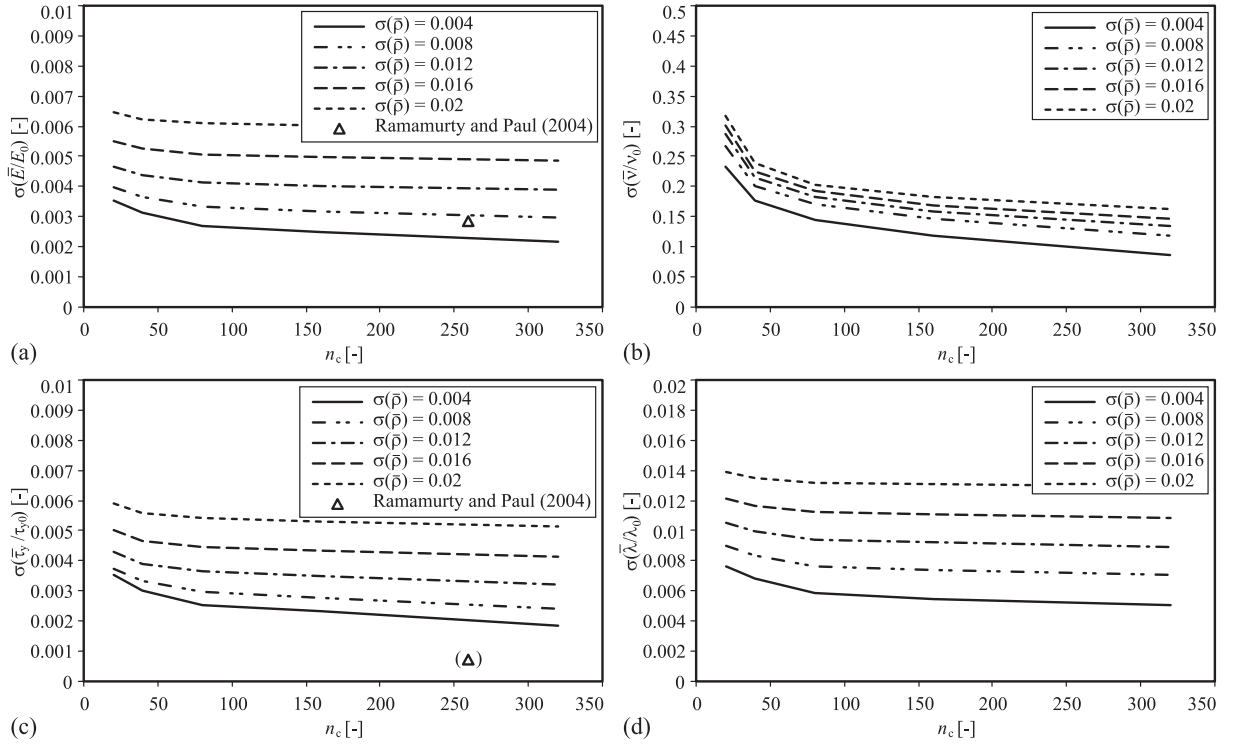 0.01
0.009
0.008
0.007
0.006
0.005
0.004
0.003
0.002
0.001
0
σ(E̅/E₀) [-]
σ(ρ̄) = 0.004
σ(ρ̄) = 0.008
σ(ρ̄) = 0.012
σ(ρ̄) = 0.016
σ(ρ̄) = 0.02
Ramamurty and Paul (2004)
0 50 100 150 200 250 300 350
(a)
n_c [-]
0.5
0.45
0.4
0.35
0.3
0.25
0.2
0.15
0.1
0.05
0
σ(ν̄/ν₀) [-]
σ(ρ̄) = 0.004
σ(ρ̄) = 0.008
σ(ρ̄) = 0.012
σ(ρ̄) = 0.016
σ(ρ̄) = 0.02
0 50 100 150 200 250 300 350
(b)
n_c [-]
0.01
0.009
0.008
0.007
0.006
0.005
0.004
0.003
0.002
0.001
0
σ(τ̄_y/τ_y0) [-]
σ(ρ̄) = 0.004
σ(ρ̄) = 0.008
σ(ρ̄) = 0.012
σ(ρ̄) = 0.016
σ(ρ̄) = 0.02
Ramamurty and Paul (2004)
( )
0 50 100 150 200 250 300 350
(c)
n_c [-]
0.02
0.018
0.016
0.014
0.012
0.01
0.008
0.006
0.004
0.002
0
σ(λ̄/λ₀) [-]
σ(ρ̄) = 0.004
σ(ρ̄) = 0.008
σ(ρ̄) = 0.012
σ(ρ̄) = 0.016
σ(ρ̄) = 0.02
0 50 100 150 200 250 300 350
(d)
n_c [-]